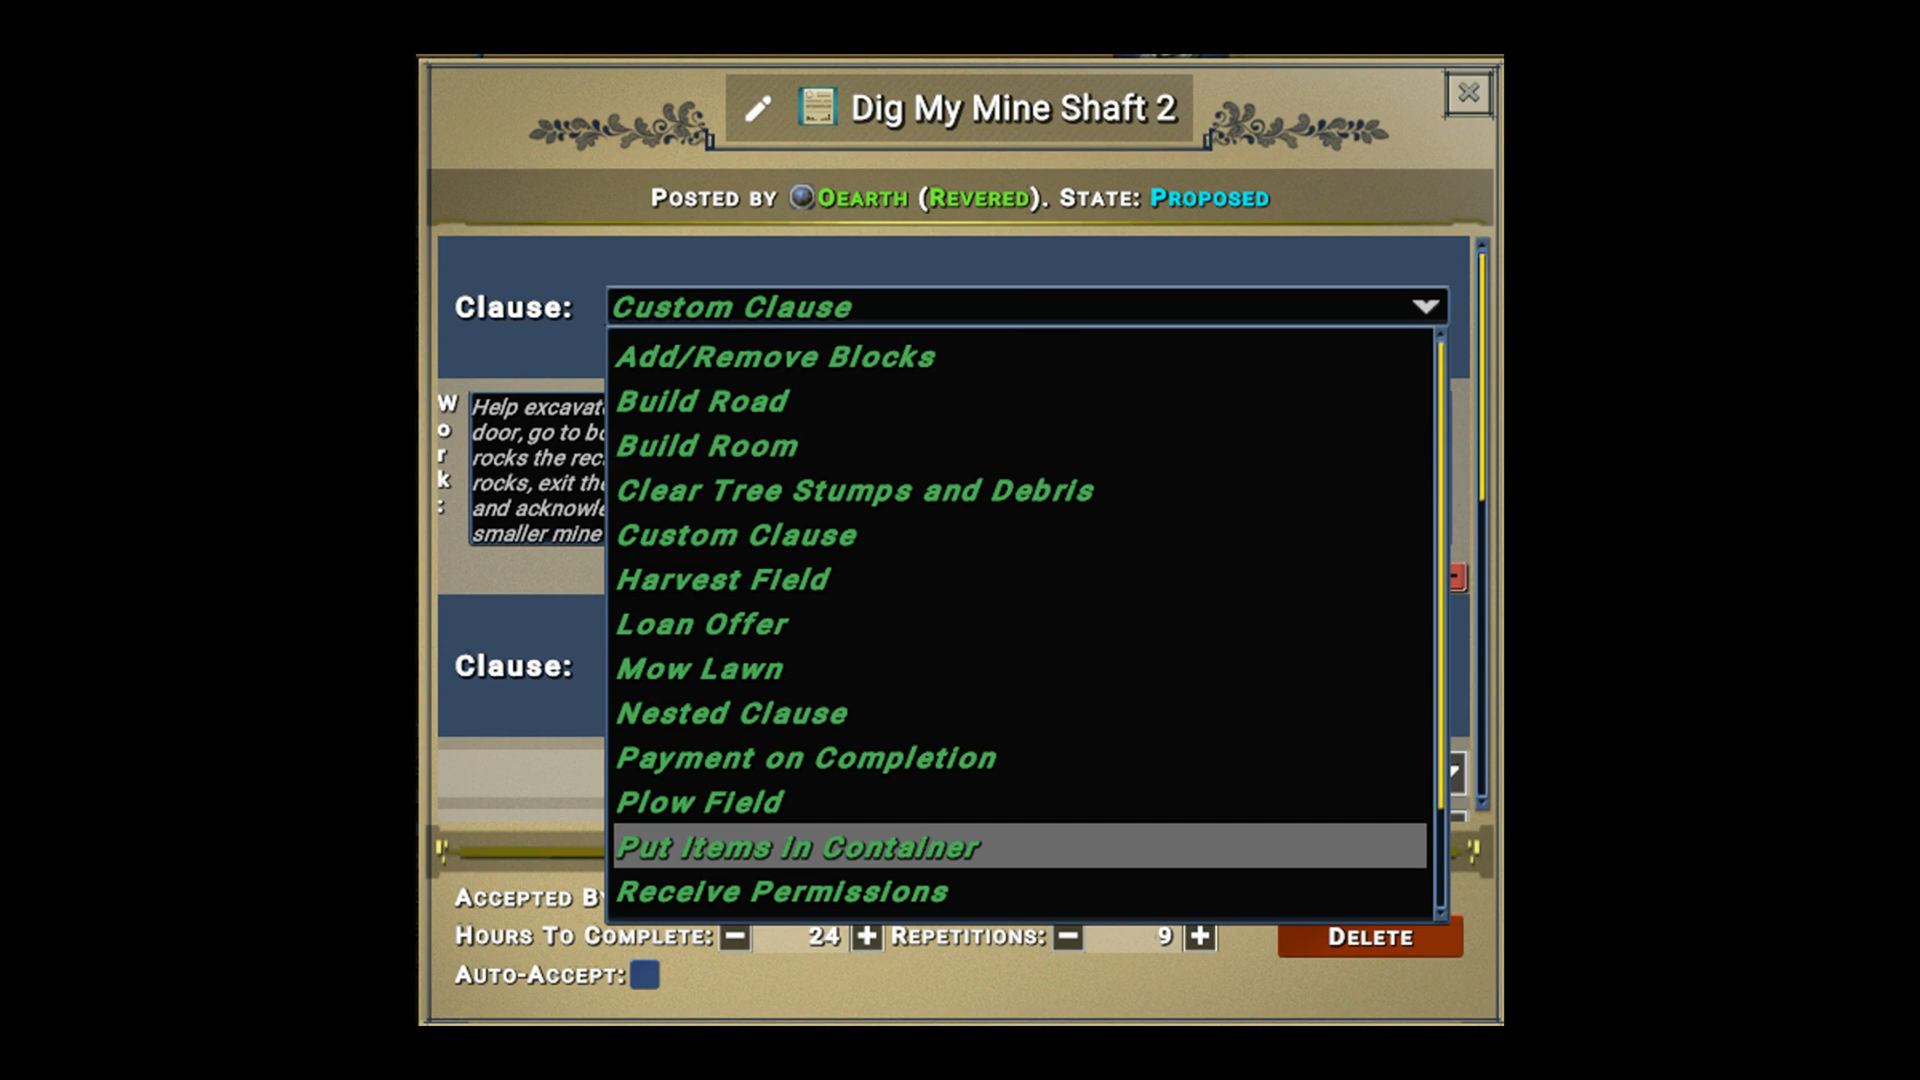 Dig My Mine Shaft 2
POSTED BY OEARTH (REVERED). STATE: PROPOSED
Clause: Custom Clause
Add/Remove Blocks
Build Road
Build Room
Clear Tree Stumps and Debris
Custom Clause
Harvest Field
Loan Offer
Mow Lawn
Nested Clause
Payment on Completion
Plow Field
Put Items in Container
Receive Permissions
Work:
Help excavat
door, go to b
rocks the rec
rocks, exit th
and acknowle
smaller mine
Clause:
ACCEPTED B
HOURS TO COMPLETE: - 24 + REPETITIONS: - 9 + DELETE
AUTO-ACCEPT: